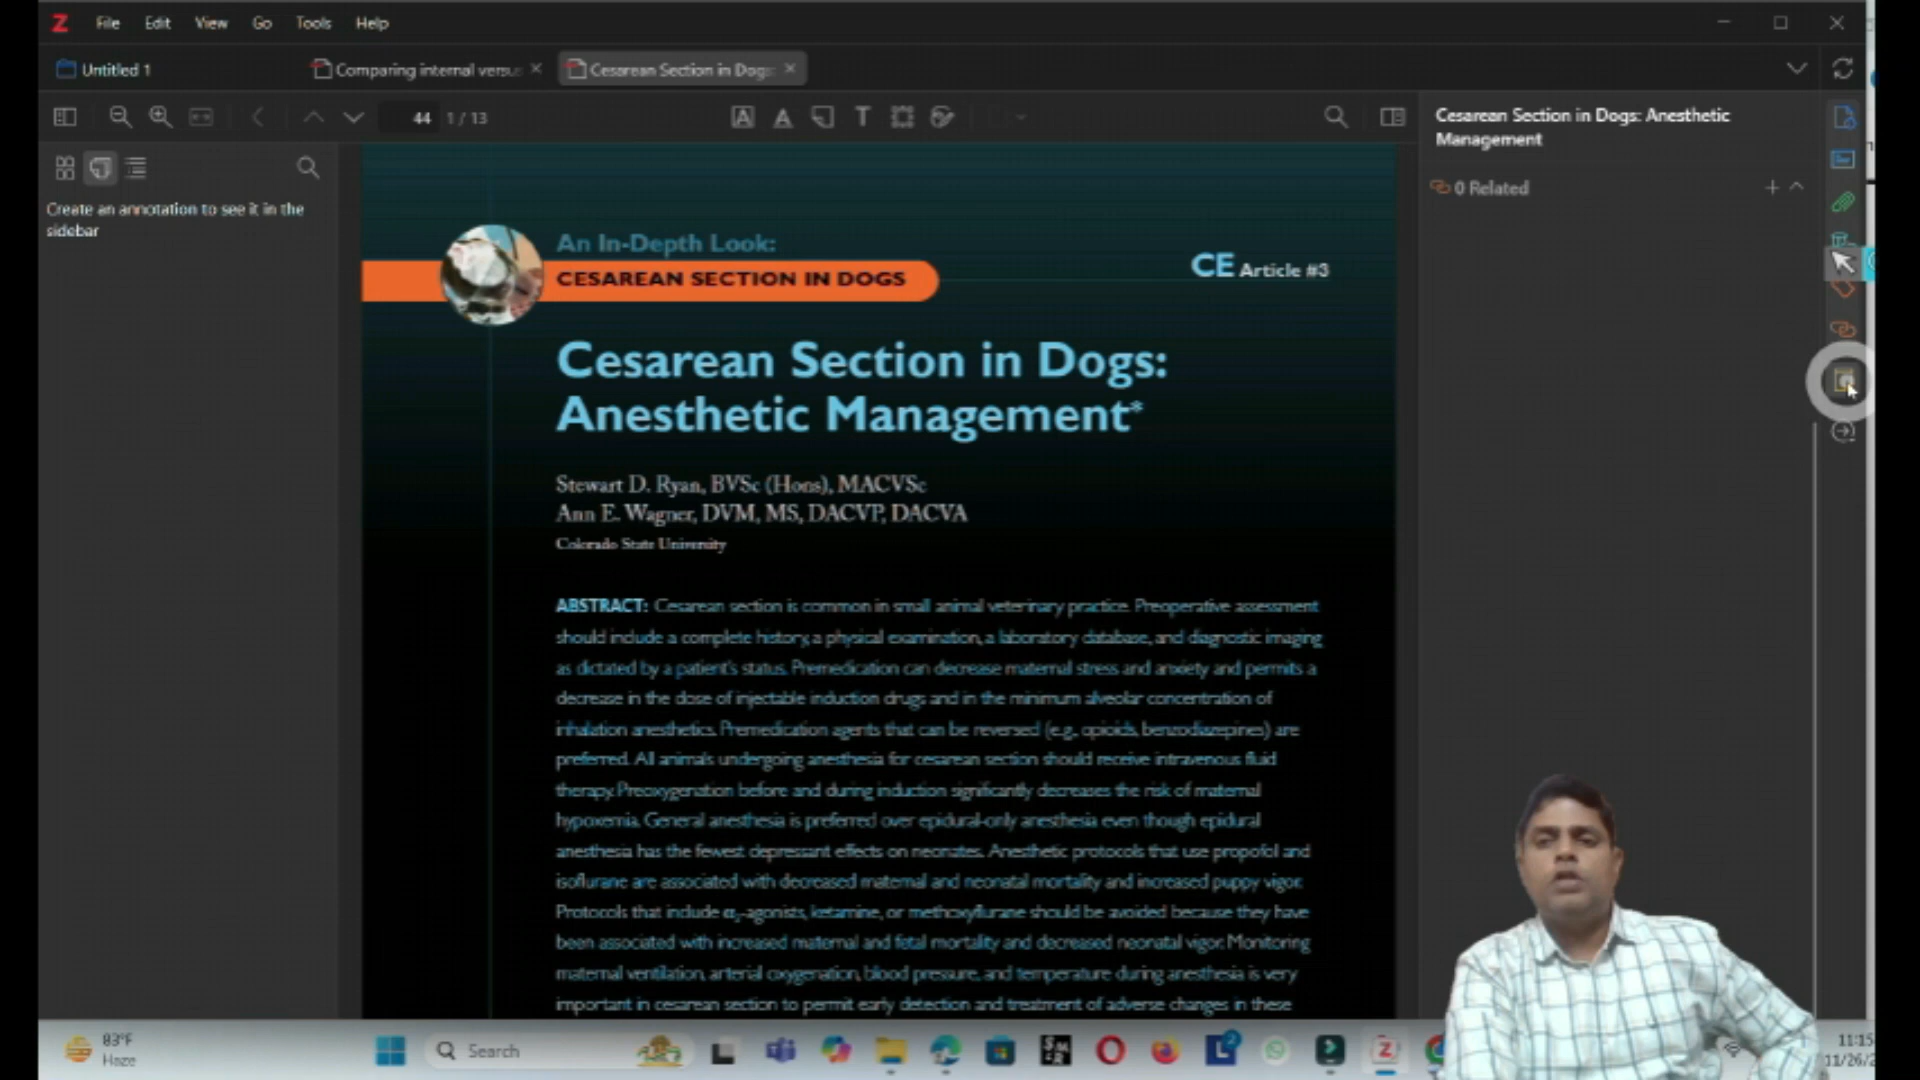 Z File Edit View Go Tools Help
Untitled 1 Comparing internal versu Cesarean Section in Dogs:
44 1 / 13
Create an annotation to see it in the
sidebar
An In-Depth Look:
CESAREAN SECTION IN DOGS
CE Article #3
Cesarean Section in Dogs:
Anesthetic Management*
Stewart D. Ryan, BVSc (Hons), MACVSc
Ann E. Wagner, DVM, MS, DACVP, DACVA
Colorado State University
ABSTRACT: Cesarean section is common in small animal veterinary practice. Preoperative assessment
should include a complete history, a physical examination, a laboratory database, and diagnostic imaging
as dictated by a patient's status. Premedication can decrease maternal stress and anxiety and permits a
decrease in the dose of injectable induction drugs and in the minimum alveolar concentration of
inhalation anesthetics. Premedication agents that can be reversed (e.g., opioids, benzodiazepines) are
preferred. All animals undergoing anesthesia for cesarean section should receive intravenous fluid
therapy. Preoxygenation before and during induction significantly decreases the risk of maternal
hypoxemia. General anesthesia is preferred over epidural-only anesthesia even though epidural
anesthesia has the fewest depressant effects on neonates. Anesthetic protocols that use propofol and
isoflurane are associated with decreased maternal and neonatal mortality and increased puppy vigor.
Protocols that include α₂-agonists, ketamine, or methoxyflurane should be avoided because they have
been associated with increased maternal and fetal mortality and decreased neonatal vigor. Monitoring
maternal ventilation, arterial oxygenation, blood pressure, and temperature during anesthesia is very
important in cesarean section to permit early detection and treatment of adverse changes in these
Cesarean Section in Dogs: Anesthetic
Management
0 Related
83°F
Haze
Search
2
Z
11:15
11/26/2